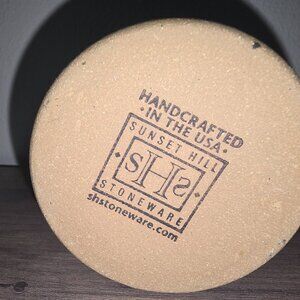 HANDCRAFTED
·IN THE USA·
SUNSET HILL
SHS
STONEWARE
shstoneware.com